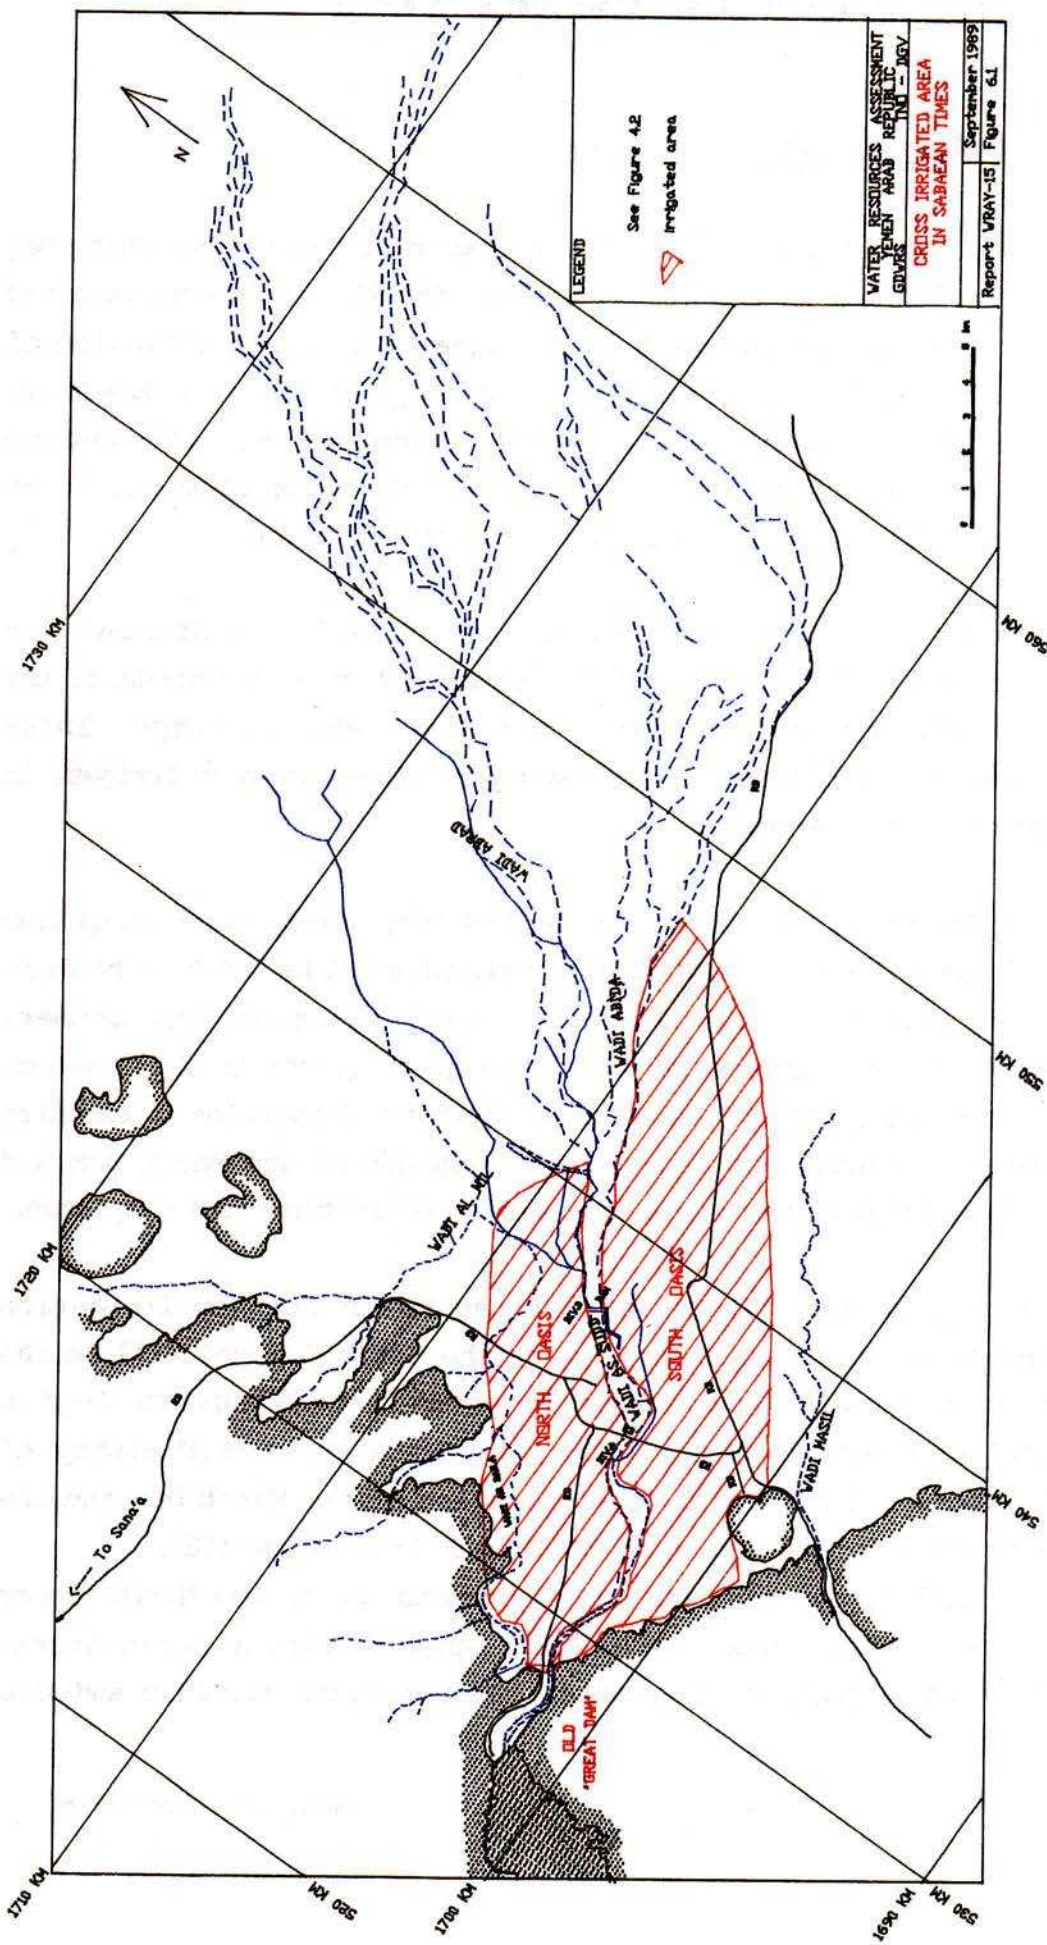 N
LEGEND
See Figure 4.2
Irrigated area
WATER RESOURCES ASSESSMENT
YEMEN ARAB REPUBLIC
GDWRS TNO - DGV
CROSS IRRIGATED AREA
IN SABAEAN TIMES
September 1989
Report WRAY-15
Figure 6.1
1730 KM
1720 KM
1710 KM
1700 KM
1690 KM
520 KM
530 KM
540 KM
550 KM
560 KM
To Sana'a
WADI ABRAD
WADI ABIDA
WADI AL MIL
WADI AS SUDD
WADI MASIL
NORTH OASIS
SOUTH OASIS
OLD
"GREAT DAM"